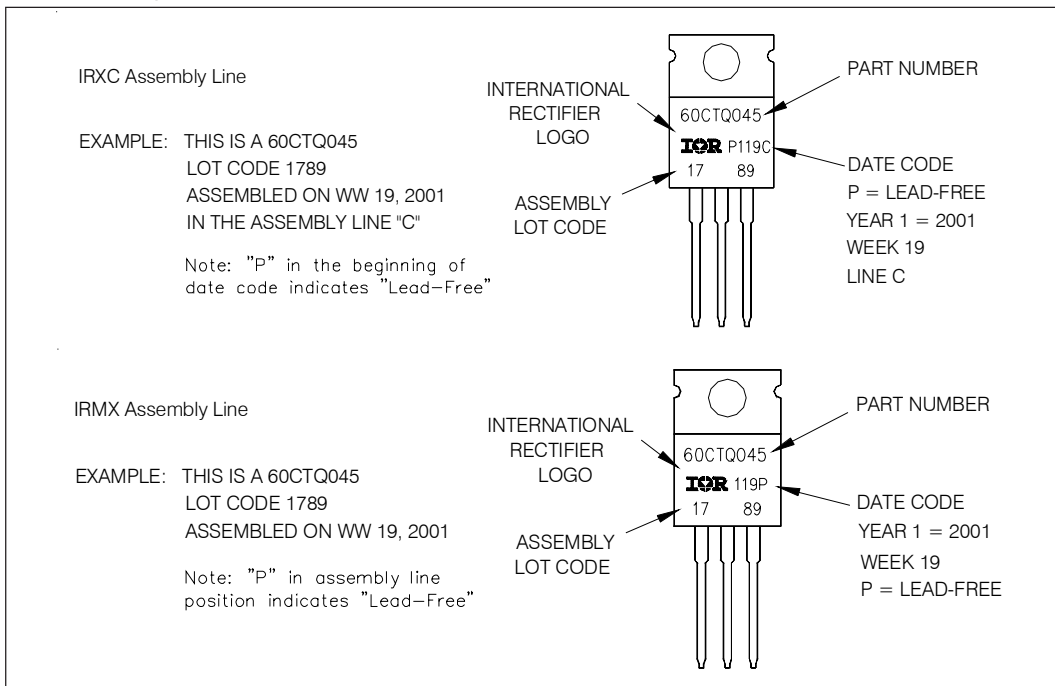 IRXC Assembly Line
EXAMPLE: THIS IS A 60CTQ045
LOT CODE 1789
ASSEMBLED ON WW 19, 2001
IN THE ASSEMBLY LINE "C"
Note: "P" in the beginning of
date code indicates "Lead-Free"
INTERNATIONAL
RECTIFIER
LOGO
ASSEMBLY
LOT CODE
60CTQ045
IOR P119C
17 89
PART NUMBER
DATE CODE
P = LEAD-FREE
YEAR 1 = 2001
WEEK 19
LINE C
IRMX Assembly Line
EXAMPLE: THIS IS A 60CTQ045
LOT CODE 1789
ASSEMBLED ON WW 19, 2001
Note: "P" in assembly line
position indicates "Lead-Free"
INTERNATIONAL
RECTIFIER
LOGO
ASSEMBLY
LOT CODE
60CTQ045
IOR 119P
17 89
PART NUMBER
DATE CODE
YEAR 1 = 2001
WEEK 19
P = LEAD-FREE